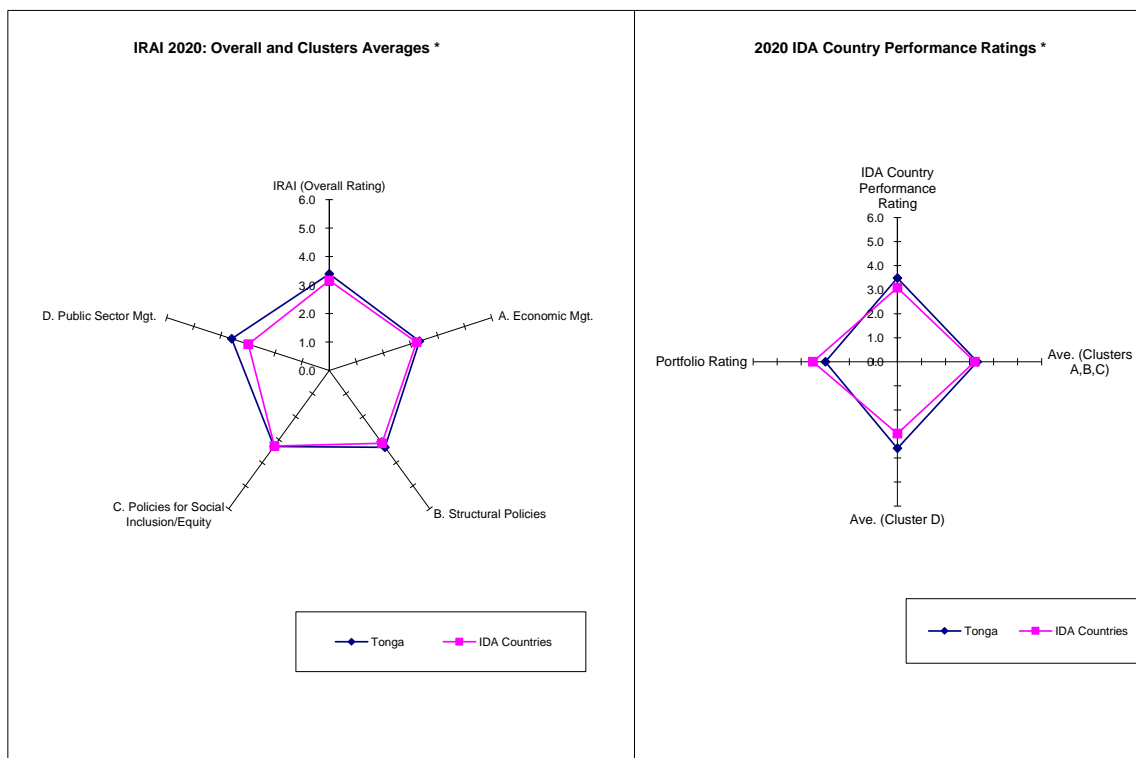 IRAI 2020: Overall and Clusters Averages *
IRAI (Overall Rating)
6.0
5.0
4.0
3.0
2.0
1.0
0.0
A. Economic Mgt.
B. Structural Policies
C. Policies for Social
Inclusion/Equity
D. Public Sector Mgt.
Tonga
IDA Countries
2020 IDA Country Performance Ratings *
IDA Country
Performance
Rating
6.0
5.0
4.0
3.0
2.0
1.0
0.0
Ave. (Clusters
A,B,C)
Ave. (Cluster D)
Portfolio Rating
Tonga
IDA Countries